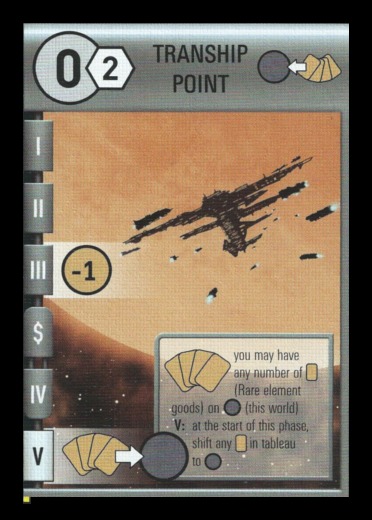 0 2 TRANSHIP
POINT
I
II
III -1
$
IV
V
you may have
any number of
(Rare element
goods) on (this world)
V: at the start of this phase,
shift any in tableau
to